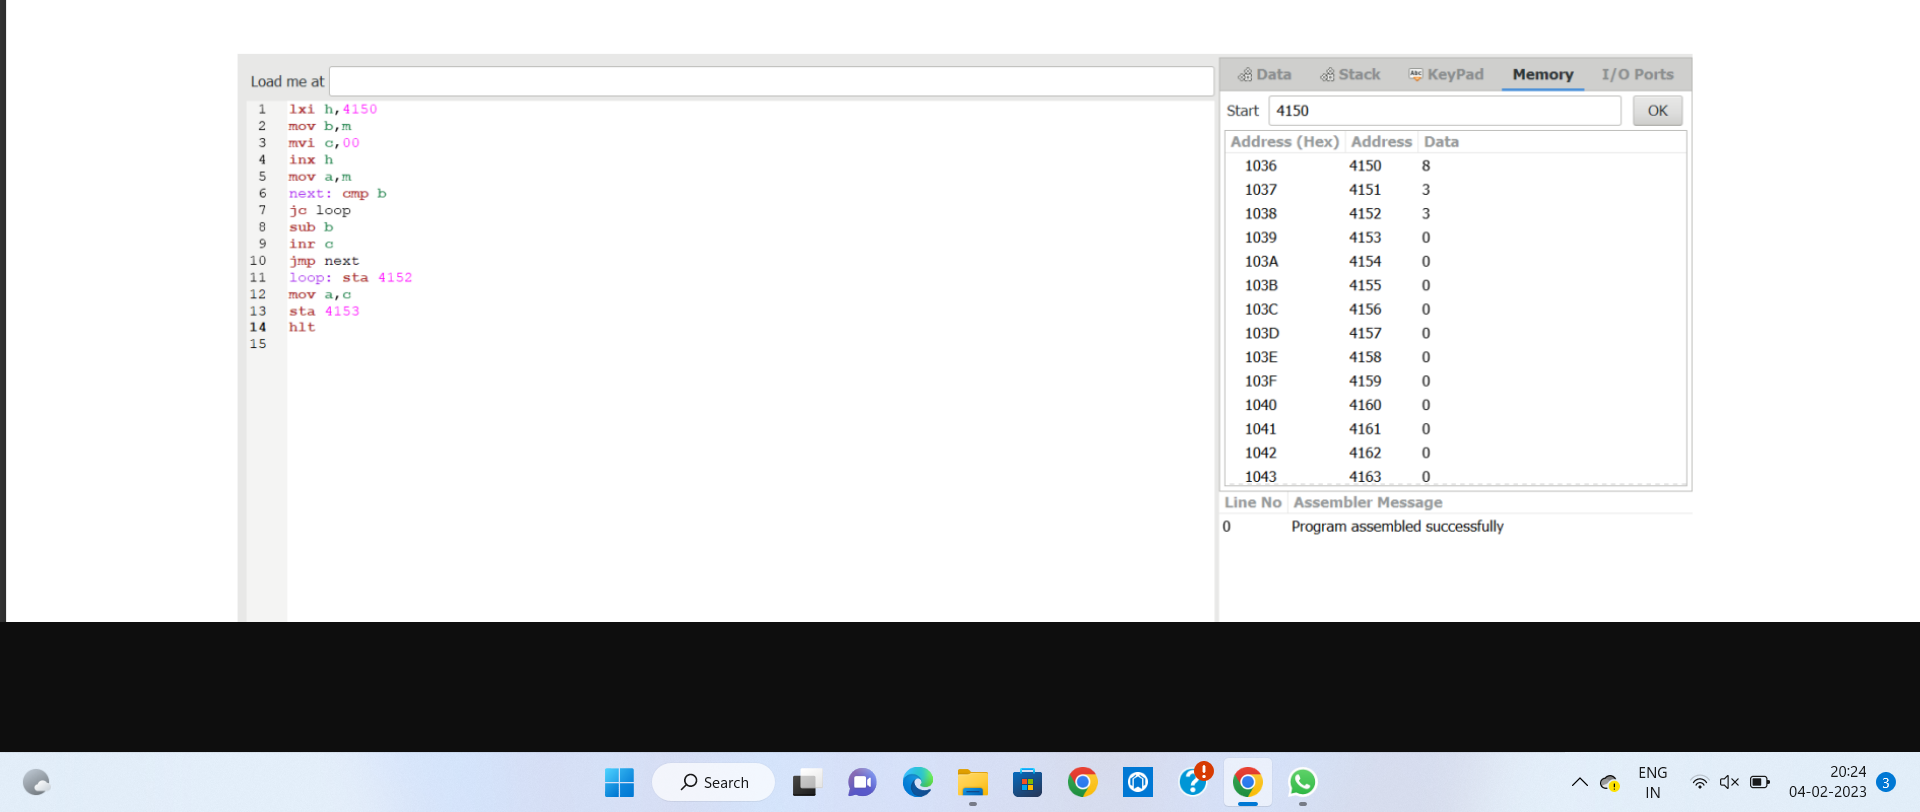 Load me at
1 lxi h,4150
2 mov b,m
3 mvi c,00
4 inx h
5 mov a,m
6 next: cmp b
7 jc loop
8 sub b
9 inr c
10 jmp next
11 loop: sta 4152
12 mov a,c
13 sta 4153
14 hlt
15
Data Stack ABC KeyPad Memory I/O Ports
Start 4150 OK
Address (Hex) Address Data
1036 4150 8
1037 4151 3
1038 4152 3
1039 4153 0
103A 4154 0
103B 4155 0
103C 4156 0
103D 4157 0
103E 4158 0
103F 4159 0
1040 4160 0
1041 4161 0
1042 4162 0
1043 4163 0
Line No Assembler Message
0 Program assembled successfully
Search
ENG
IN
20:24
04-02-2023
3